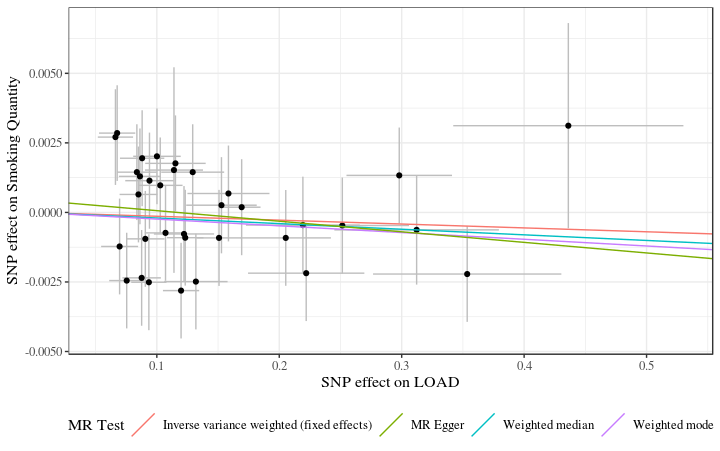 SNP effect on Smoking Quantity
0.0050
0.0025
0.0000
-0.0025
-0.0050
0.1 0.2 0.3 0.4 0.5
SNP effect on LOAD
MR Test Inverse variance weighted (fixed effects) MR Egger Weighted median Weighted mode